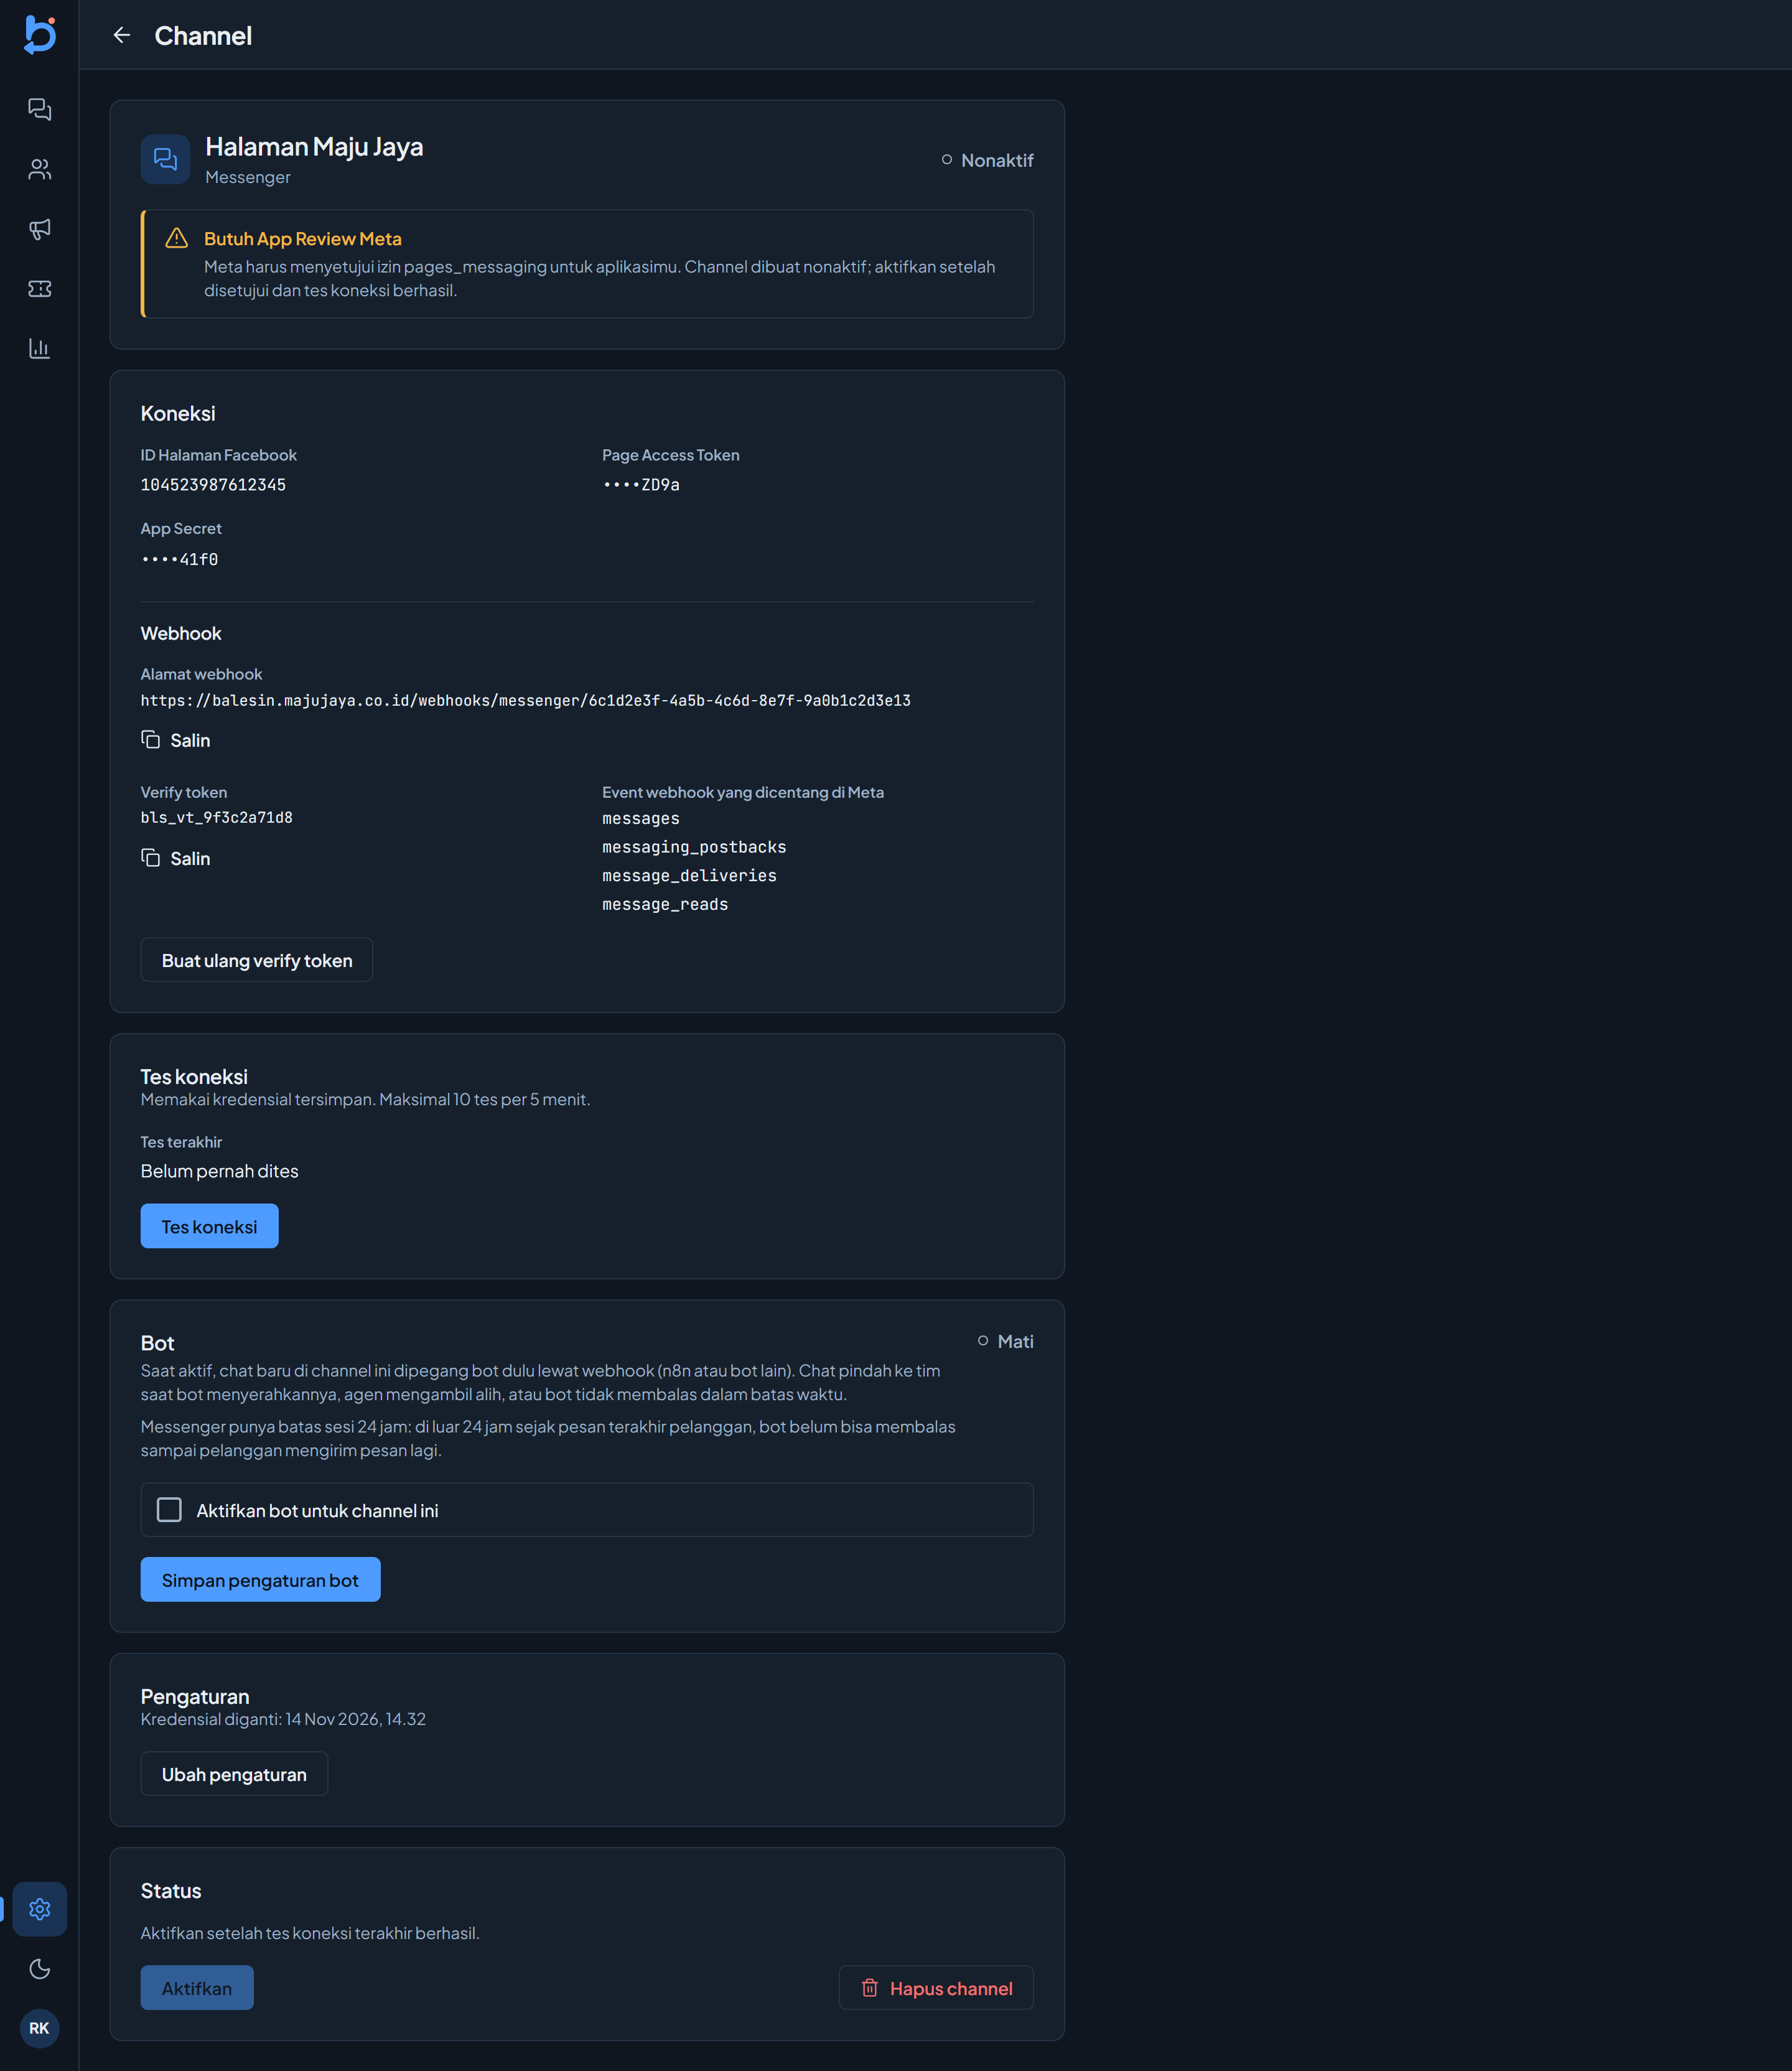 Channel
Halaman Maju Jaya
Messenger
Nonaktif
Butuh App Review Meta
Meta harus menyetujui izin pages_messaging untuk aplikasimu. Channel dibuat nonaktif; aktifkan setelah
disetujui dan tes koneksi berhasil.
Koneksi
ID Halaman Facebook
104523987612345
Page Access Token
••••ZD9a
App Secret
••••41f0
Webhook
Alamat webhook
https://balesin.majujaya.co.id/webhooks/messenger/6c1d2e3f-4a5b-4c6d-8e7f-9a0b1c2d3e13
Salin
Verify token
bls_vt_9f3c2a71d8
Salin
Event webhook yang dicentang di Meta
messages
messaging_postbacks
message_deliveries
message_reads
Buat ulang verify token
Tes koneksi
Memakai kredensial tersimpan. Maksimal 10 tes per 5 menit.
Tes terakhir
Belum pernah dites
Tes koneksi
Bot
Mati
Saat aktif, chat baru di channel ini dipegang bot dulu lewat webhook (n8n atau bot lain). Chat pindah ke tim
saat bot menyerahkannya, agen mengambil alih, atau bot tidak membalas dalam batas waktu.
Messenger punya batas sesi 24 jam: di luar 24 jam sejak pesan terakhir pelanggan, bot belum bisa membalas
sampai pelanggan mengirim pesan lagi.
Aktifkan bot untuk channel ini
Simpan pengaturan bot
Pengaturan
Kredensial diganti: 14 Nov 2026, 14.32
Ubah pengaturan
Status
Aktifkan setelah tes koneksi terakhir berhasil.
Aktifkan
Hapus channel
RK